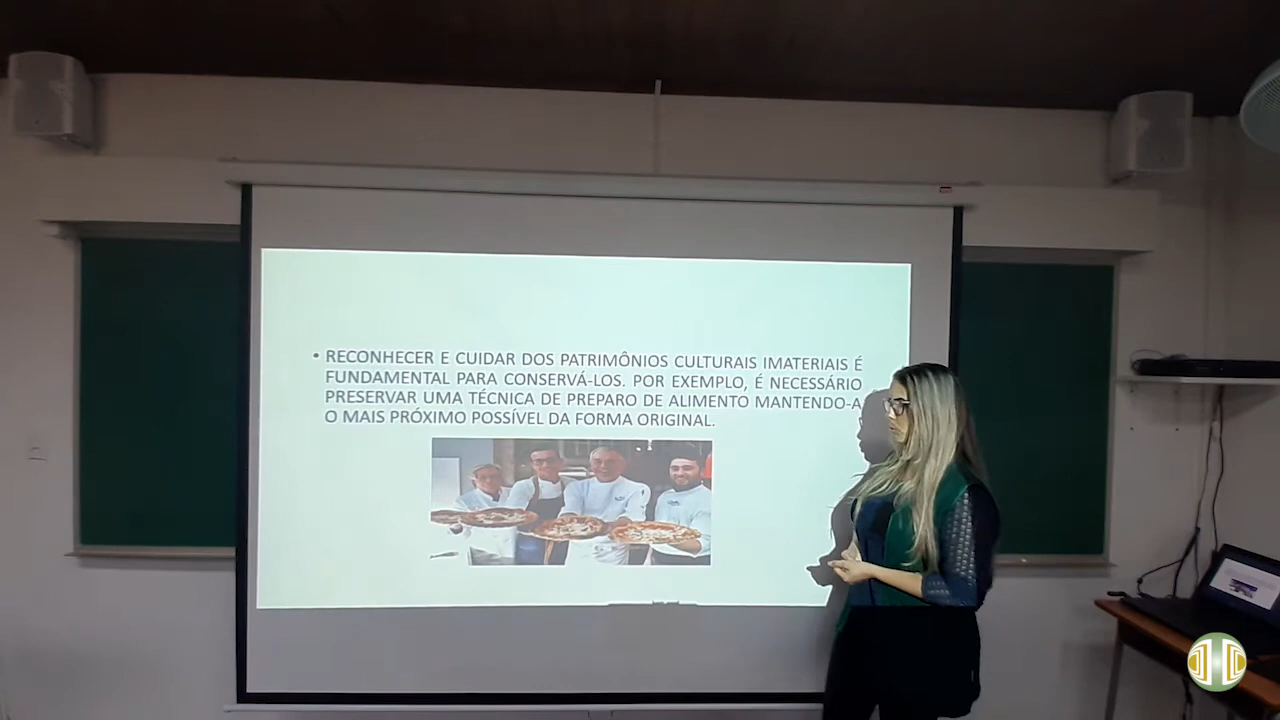 • RECONHECER E CUIDAR DOS PATRIMÔNIOS CULTURAIS IMATERIAIS É
FUNDAMENTAL PARA CONSERVÁ-LOS. POR EXEMPLO, É NECESSÁRIO
PRESERVAR UMA TÉCNICA DE PREPARO DE ALIMENTO MANTENDO-A
O MAIS PRÓXIMO POSSÍVEL DA FORMA ORIGINAL.